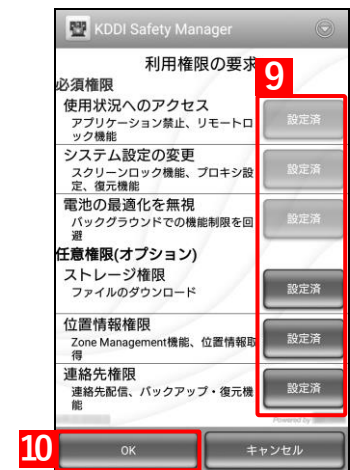 KDDI Safety Manager
利用権限の要求
9
必須権限
使用状況へのアクセス
アプリケーション禁止、リモートロ
ック機能
設定済
システム設定の変更
スクリーンロック機能、プロキシ設
定、復元機能
設定済
電池の最適化を無視
バックグラウンドでの機能制限を回
避
設定済
任意権限(オプション)
ストレージ権限
ファイルのダウンロード
設定済
位置情報権限
Zone Management機能、位置情報取
得
設定済
連絡先権限
連絡先配信、バックアップ・復元機
能
設定済
Powered by
10
OK
キャンセル